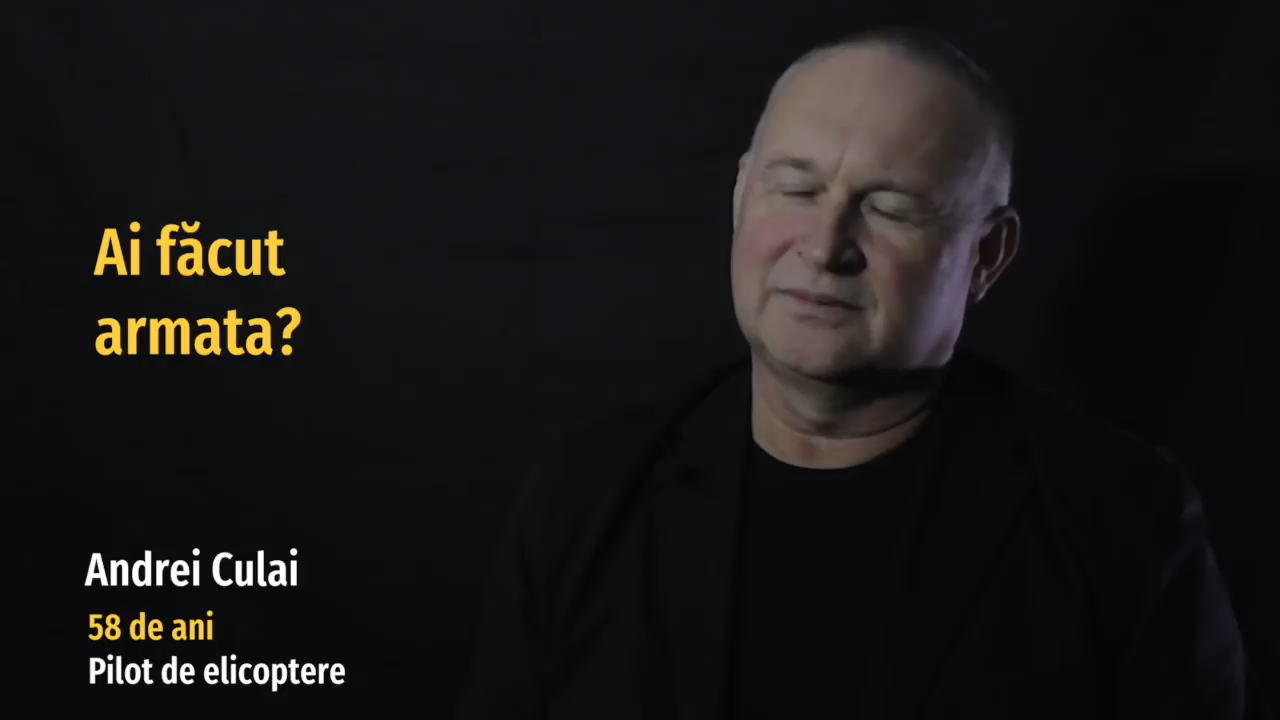 Ai făcut
armata?
Andrei Culai
58 de ani
Pilot de elicoptere